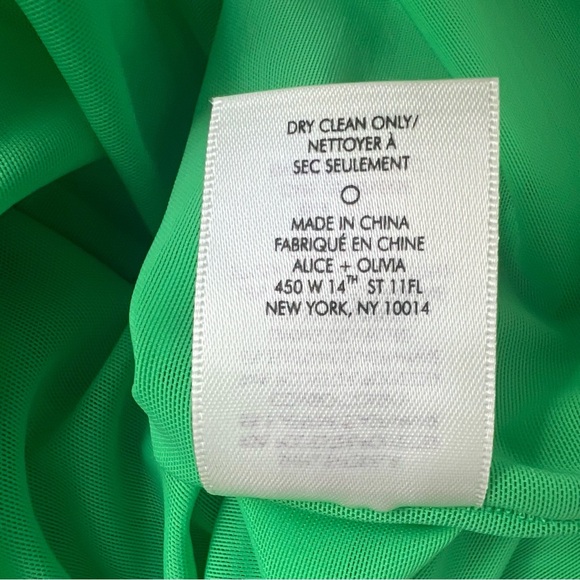 DRY CLEAN ONLY/
NETTOYER À
SEC SEULEMENT
MADE IN CHINA
FABRIQUÉ EN CHINE
ALICE + OLIVIA
450 W 14TH ST 11FL
NEW YORK, NY 10014